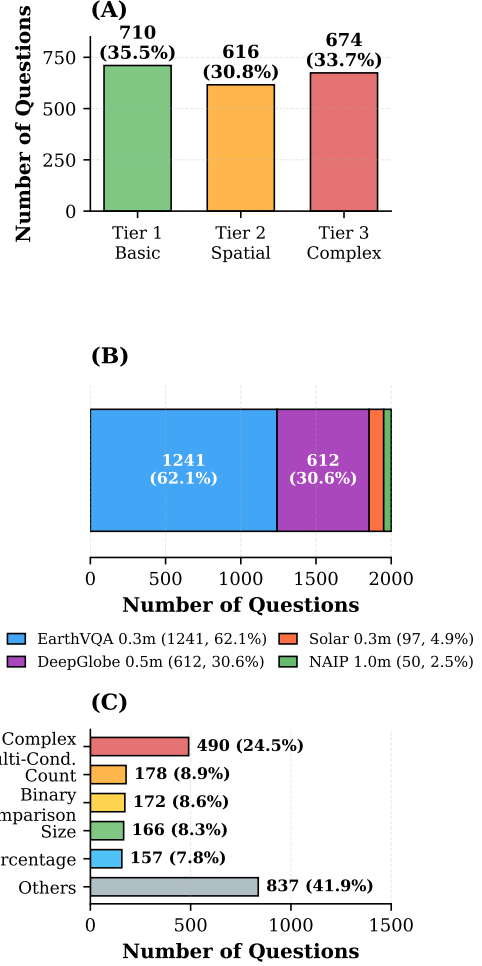 (A)
Number of Questions
710
(35.5%)
616
(30.8%)
674
(33.7%)
750
500
250
0
Tier 1
Basic
Tier 2
Spatial
Tier 3
Complex
(B)
1241
(62.1%)
612
(30.6%)
0 500 1000 1500 2000
Number of Questions
EarthVQA 0.3m (1241, 62.1%)
Solar 0.3m (97, 4.9%)
DeepGlobe 0.5m (612, 30.6%)
NAIP 1.0m (50, 2.5%)
(C)
Complex
ulti-Cond.
490 (24.5%)
Count
178 (8.9%)
Binary
mparison
172 (8.6%)
Size
166 (8.3%)
rcentage
157 (7.8%)
Others
837 (41.9%)
0 500 1000 1500
Number of Questions